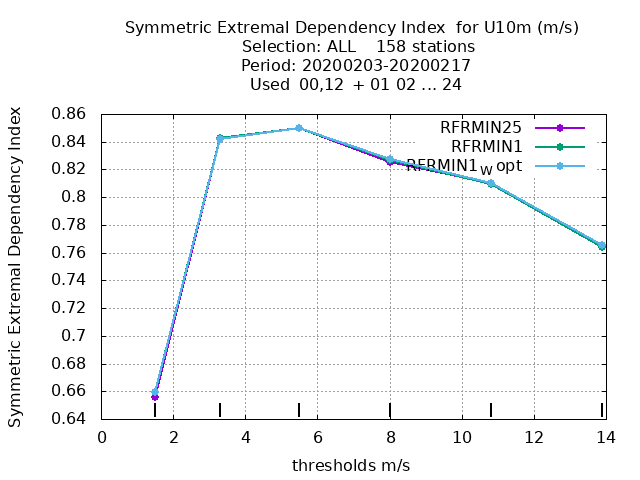 Symmetric Extremal Dependency Index  for U10m (m/s)
Selection: ALL    158 stations
Period: 20200203-20200217
Used  00,12  + 01 02 ... 24
Symmetric Extremal Dependency Index
0.86
0.84
0.82
0.8
0.78
0.76
0.74
0.72
0.7
0.68
0.66
0.64
RFRMIN25
RFRMIN1
RFRMIN1W opt
0 2 4 6 8 10 12 14
thresholds m/s